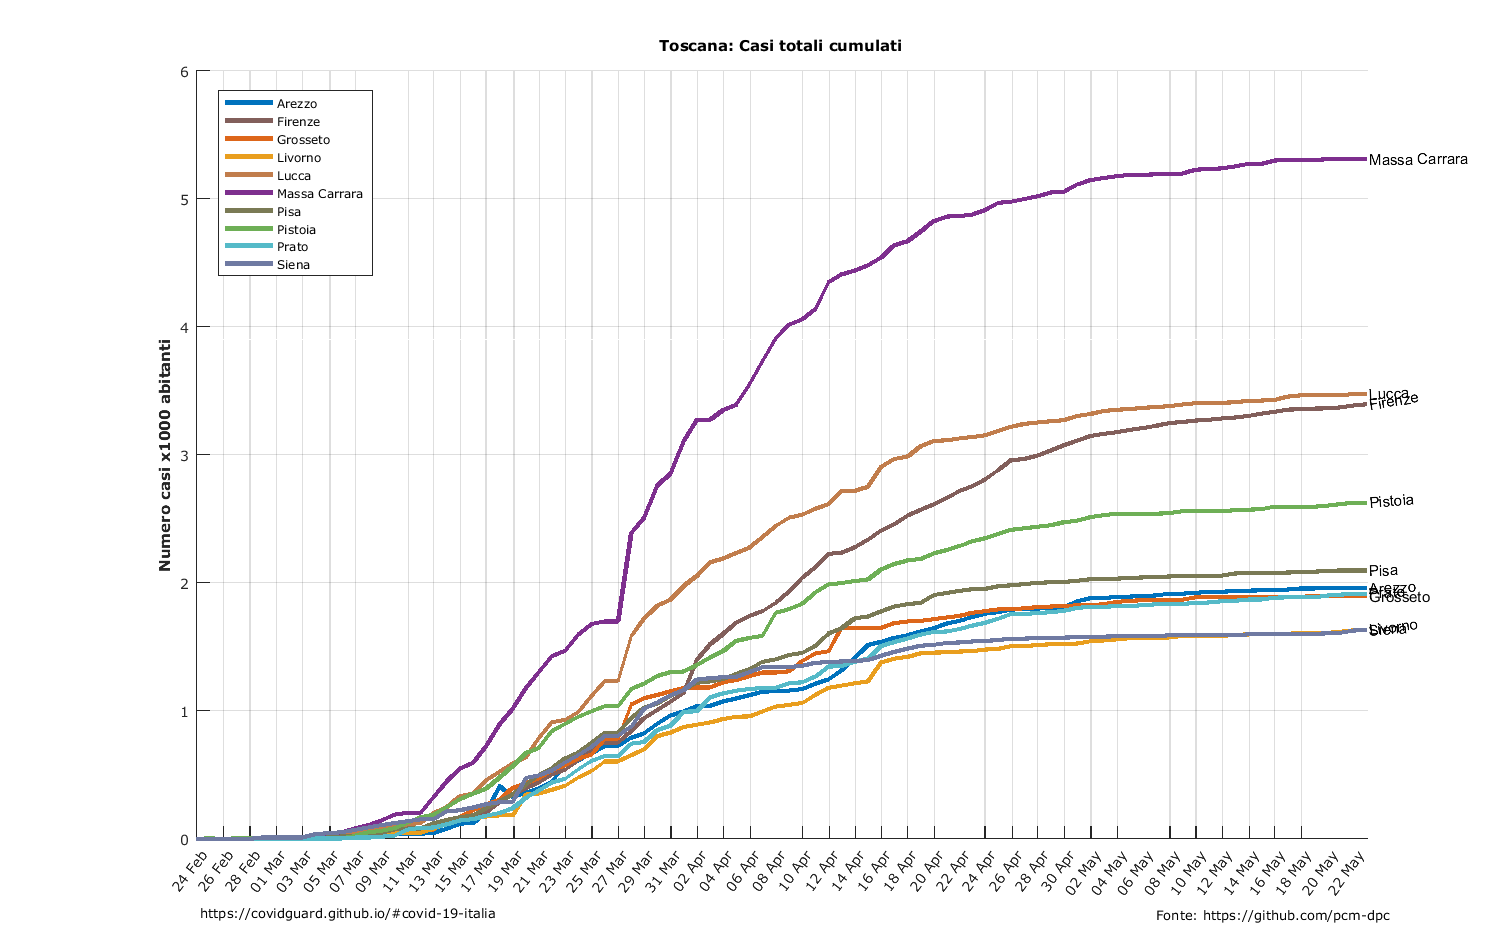 Toscana: Casi totali cumulati
Numero casi x1000 abitanti
6
5
4
3
2
1
0
Arezzo
Firenze
Grosseto
Livorno
Lucca
Massa Carrara
Pisa
Pistoia
Prato
Siena
Massa Carrara
Lucca
Firenze
Pistoia
Pisa
Arezzo
Prato
Grosseto
Livorno
Siena
24 Feb
26 Feb
28 Feb
01 Mar
03 Mar
05 Mar
07 Mar
09 Mar
11 Mar
13 Mar
15 Mar
17 Mar
19 Mar
21 Mar
23 Mar
25 Mar
27 Mar
29 Mar
31 Mar
02 Apr
04 Apr
06 Apr
08 Apr
10 Apr
12 Apr
14 Apr
16 Apr
18 Apr
20 Apr
22 Apr
24 Apr
26 Apr
28 Apr
30 Apr
02 May
04 May
06 May
08 May
10 May
12 May
14 May
16 May
18 May
20 May
22 May
https://covidguard.github.io/#covid-19-italia
Fonte: https://github.com/pcm-dpc